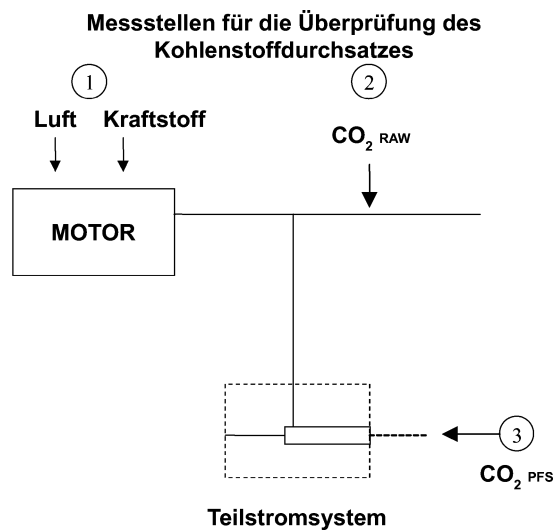 Messstellen für die Überprüfung des
Kohlenstoffdurchsatzes
1
2
Luft Kraftstoff
CO₂ RAW
MOTOR
3
CO₂ PFS
Teilstromsystem